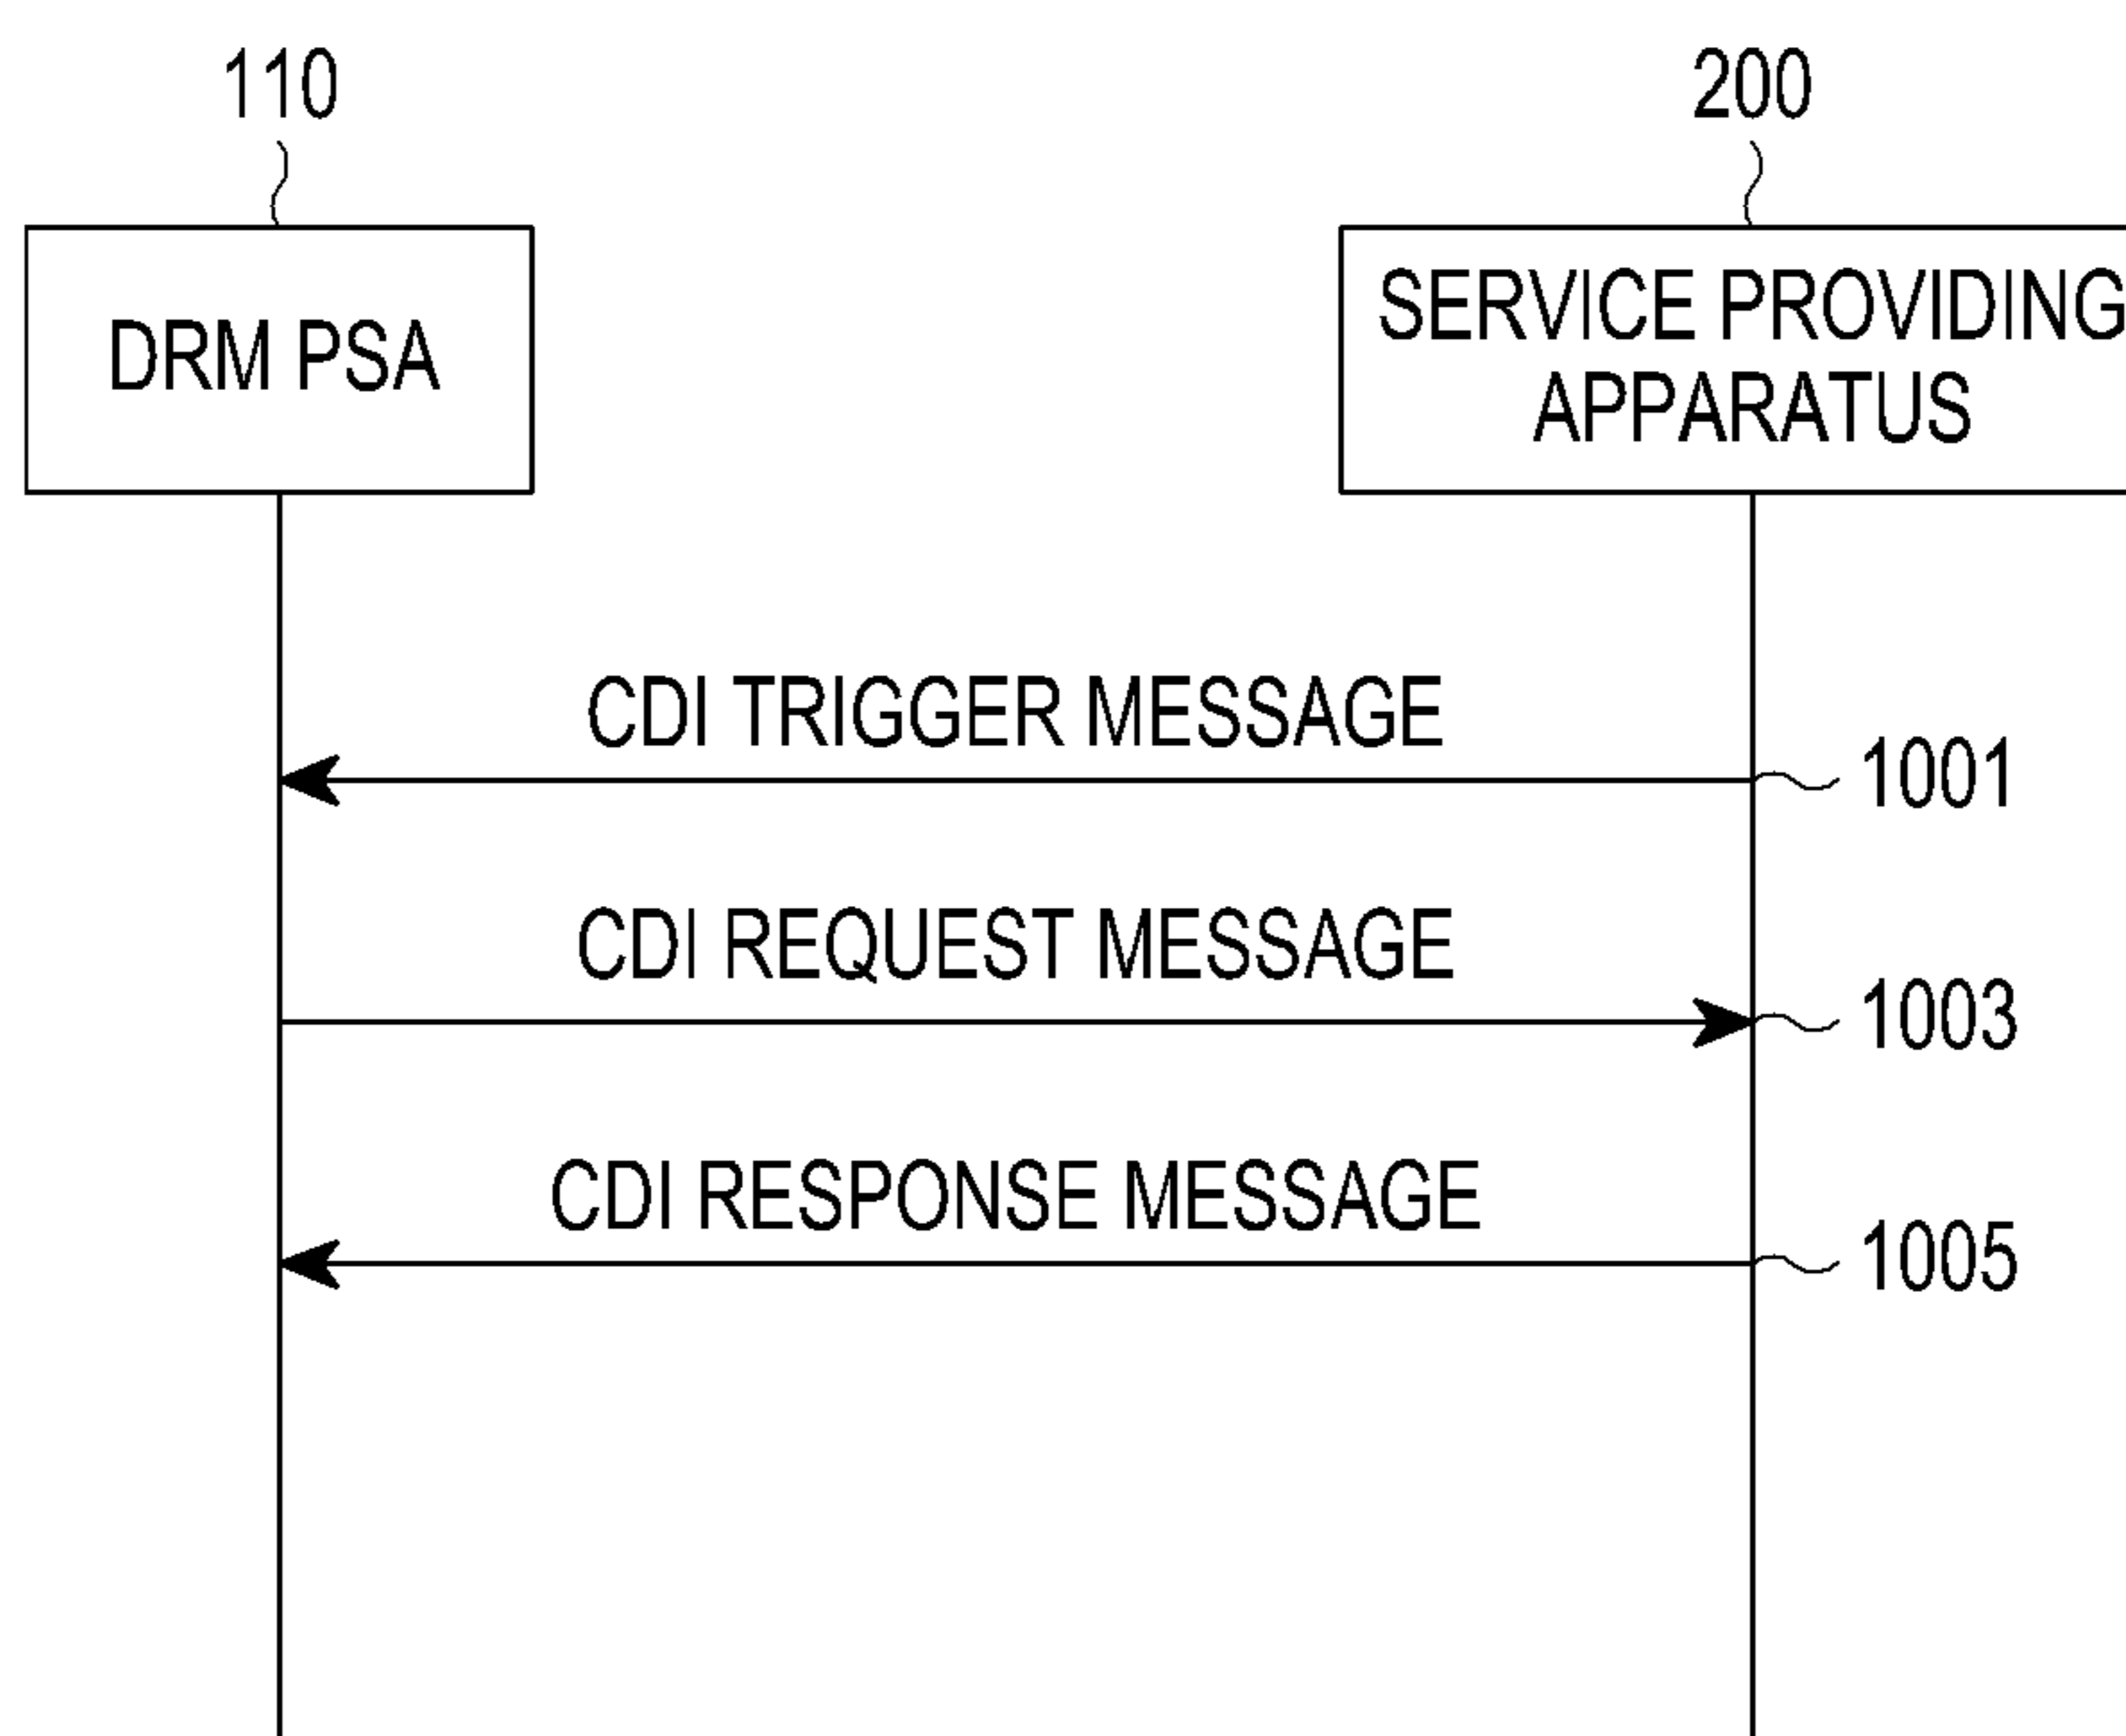 110
200
DRM PSA
SERVICE PROVIDING
APPARATUS
CDI TRIGGER MESSAGE
1001
CDI REQUEST MESSAGE
1003
CDI RESPONSE MESSAGE
1005